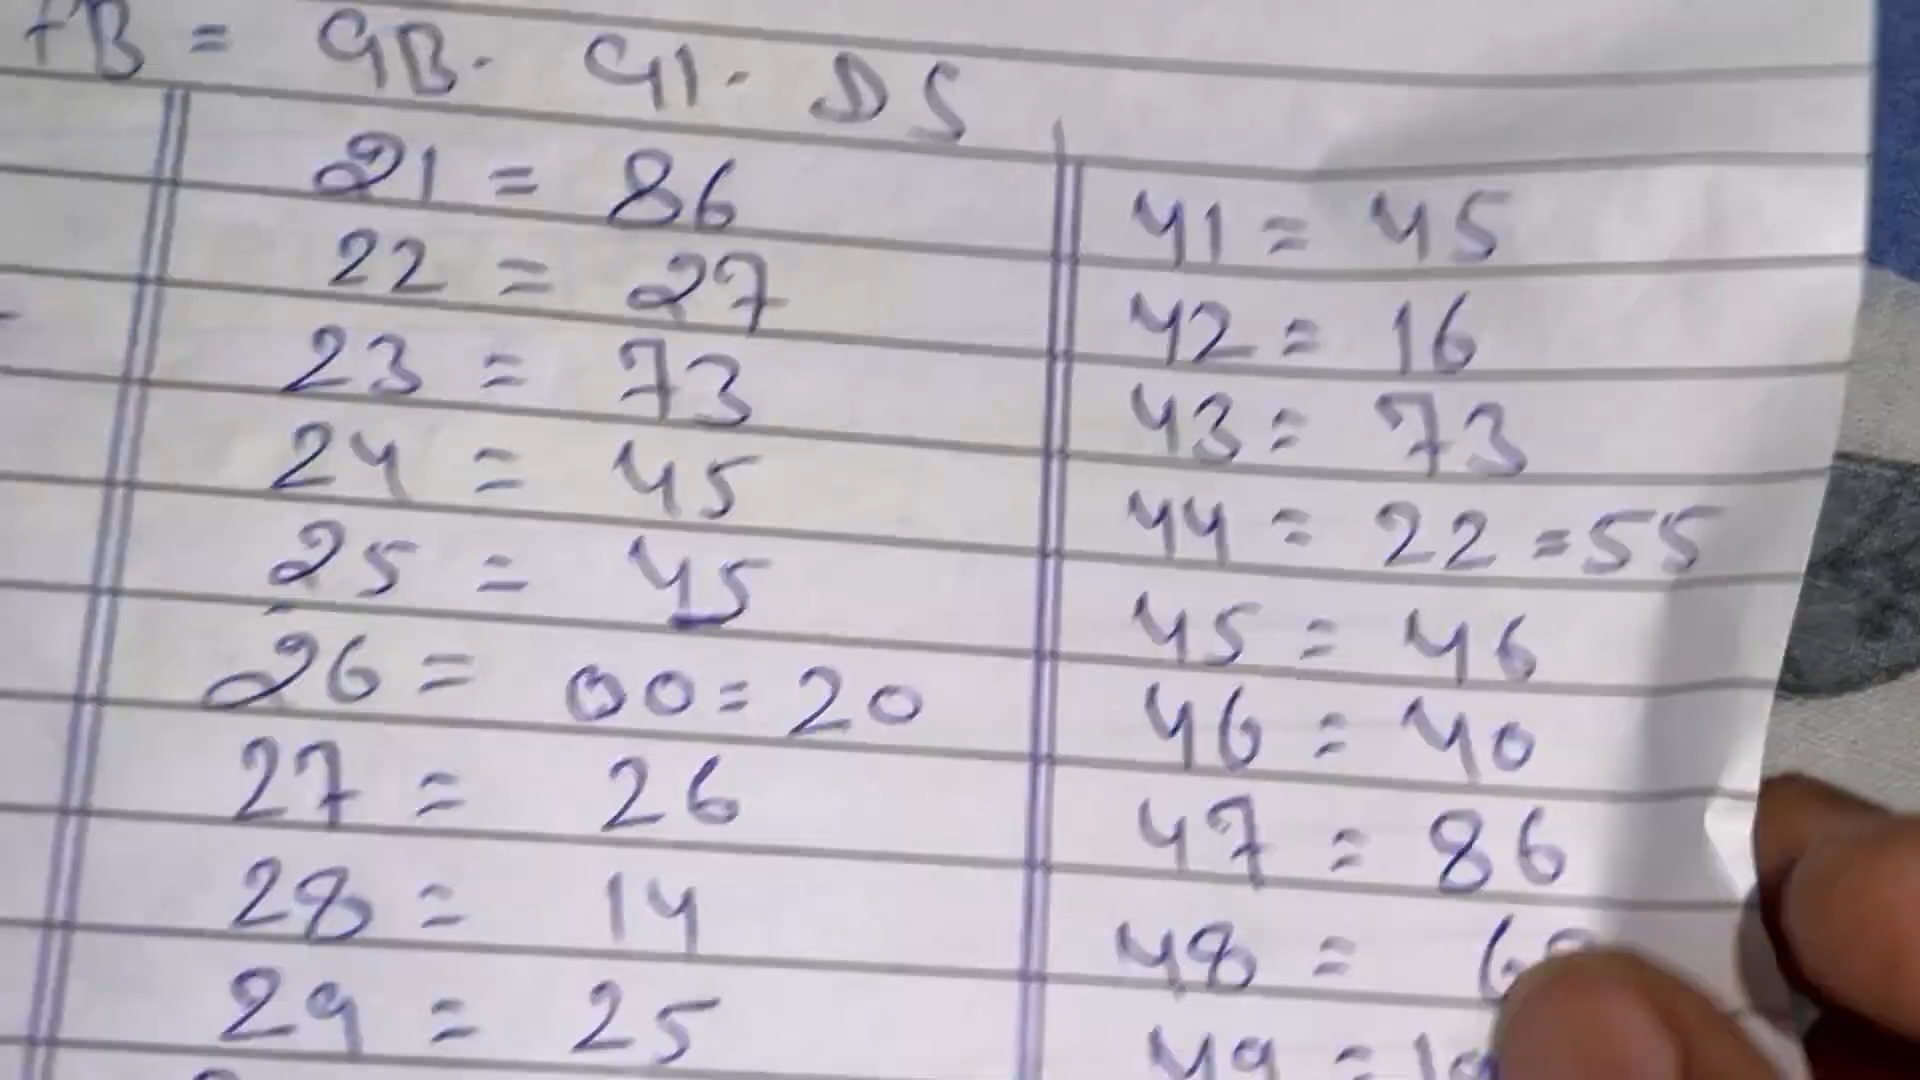 FB = GB. G1. DS
21 = 86
22 = 27
23 = 73
24 = 45
25 = 45
26 = 00 = 20
27 = 26
28 = 14
29 = 25
41 = 45
42 = 16
43 = 73
44 = 22 = 55
45 = 46
46 = 40
47 = 86
48 =
49 =